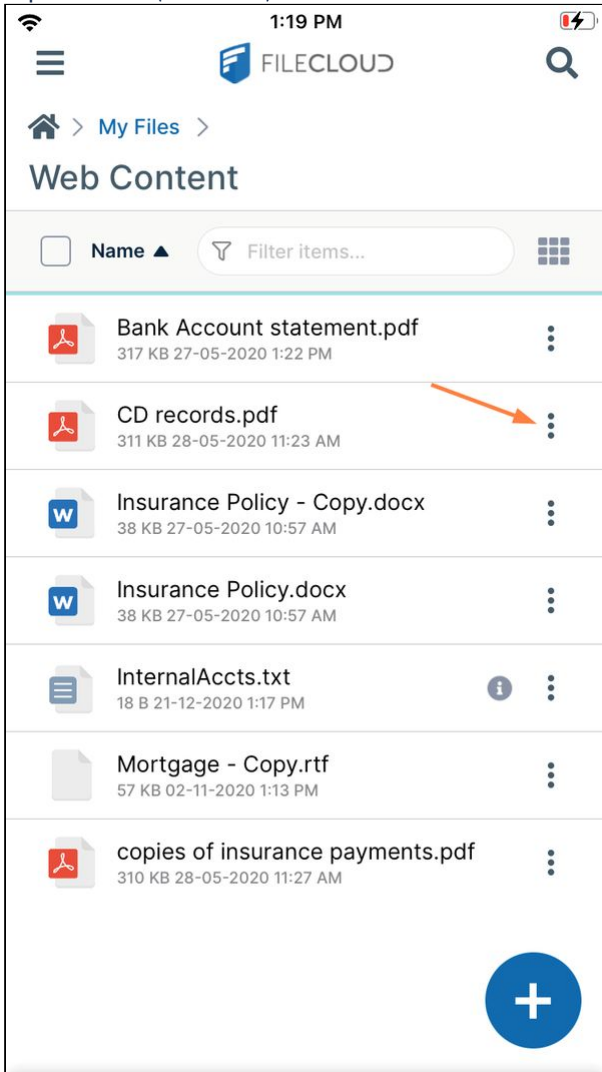 1:19 PM
FILECLOUD
My Files
Web Content
Name
Filter items...
Bank Account statement.pdf
317 KB 27-05-2020 1:22 PM
CD records.pdf
311 KB 28-05-2020 11:23 AM
W
Insurance Policy - Copy.docx
38 KB 27-05-2020 10:57 AM
W
Insurance Policy.docx
38 KB 27-05-2020 10:57 AM
InternalAccts.txt
18 B 21-12-2020 1:17 PM
Mortgage - Copy.rtf
57 KB 02-11-2020 1:13 PM
copies of insurance payments.pdf
310 KB 28-05-2020 11:27 AM